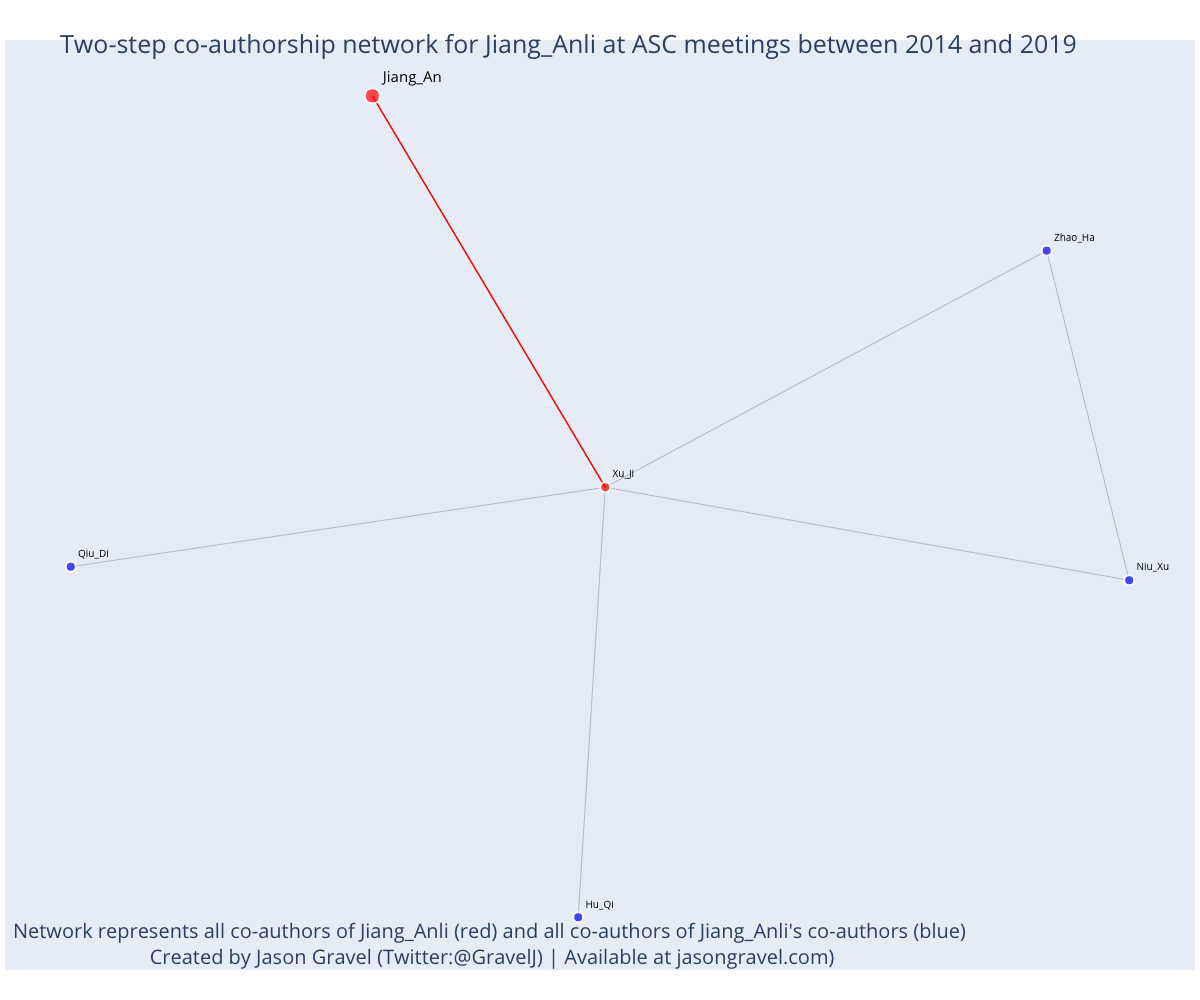 Two-step co-authorship network for Jiang_Anli at ASC meetings between 2014 and 2019
Jiang_An
Zhao_Ha
Xu_Ji
Qiu_Di
Niu_Xu
Hu_Qi
Network represents all co-authors of Jiang_Anli (red) and all co-authors of Jiang_Anli's co-authors (blue)
Created by Jason Gravel (Twitter:@GravelJ) | Available at jasongravel.com)